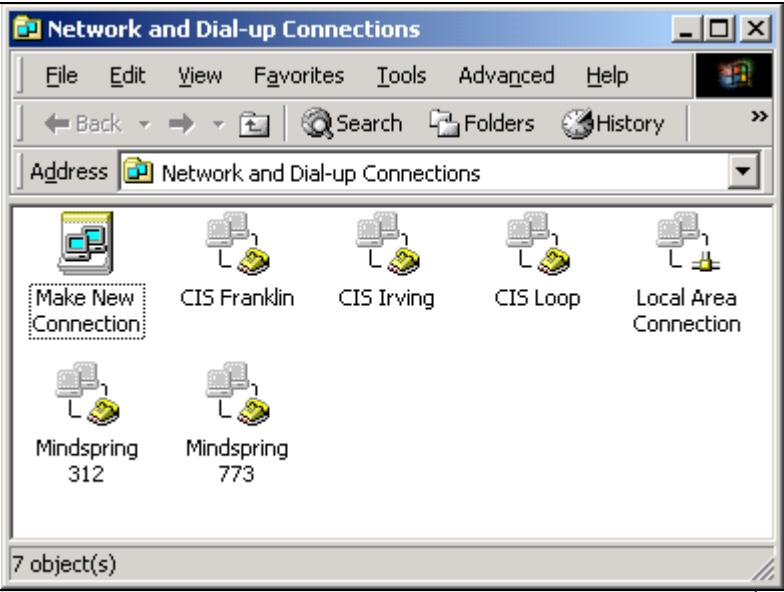 Network and Dial-up Connections
File Edit View Favorites Tools Advanced Help
Back Search Folders History »
Address Network and Dial-up Connections
Make New
Connection
CIS Franklin
CIS Irving
CIS Loop
Local Area
Connection
Mindspring
312
Mindspring
773
7 object(s)